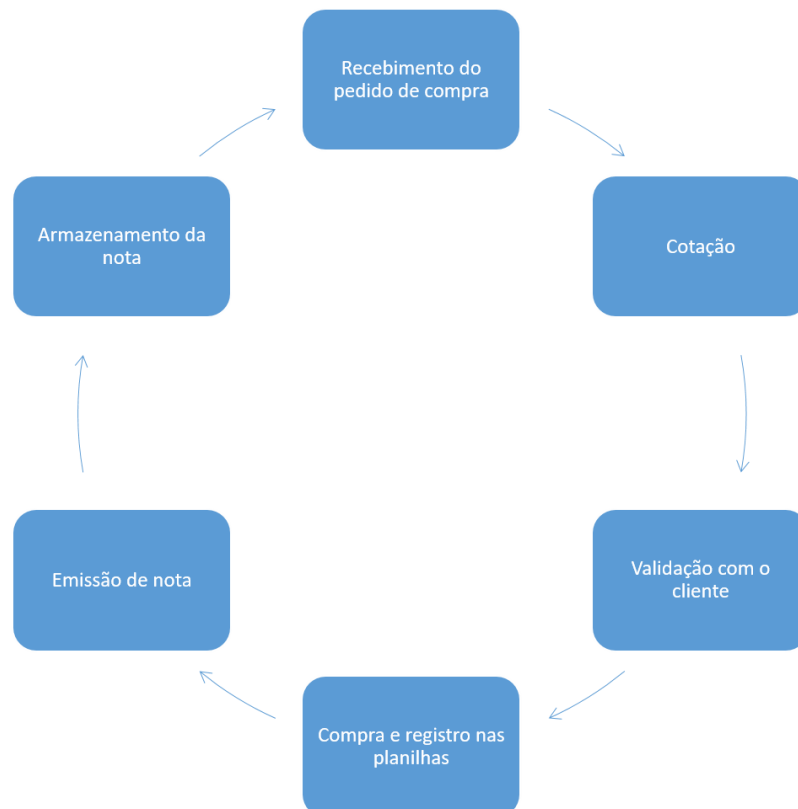 Recebimento do
pedido de compra
Cotação
Validação com o
cliente
Compra e registro nas
planilhas
Emissão de nota
Armazenamento da
nota